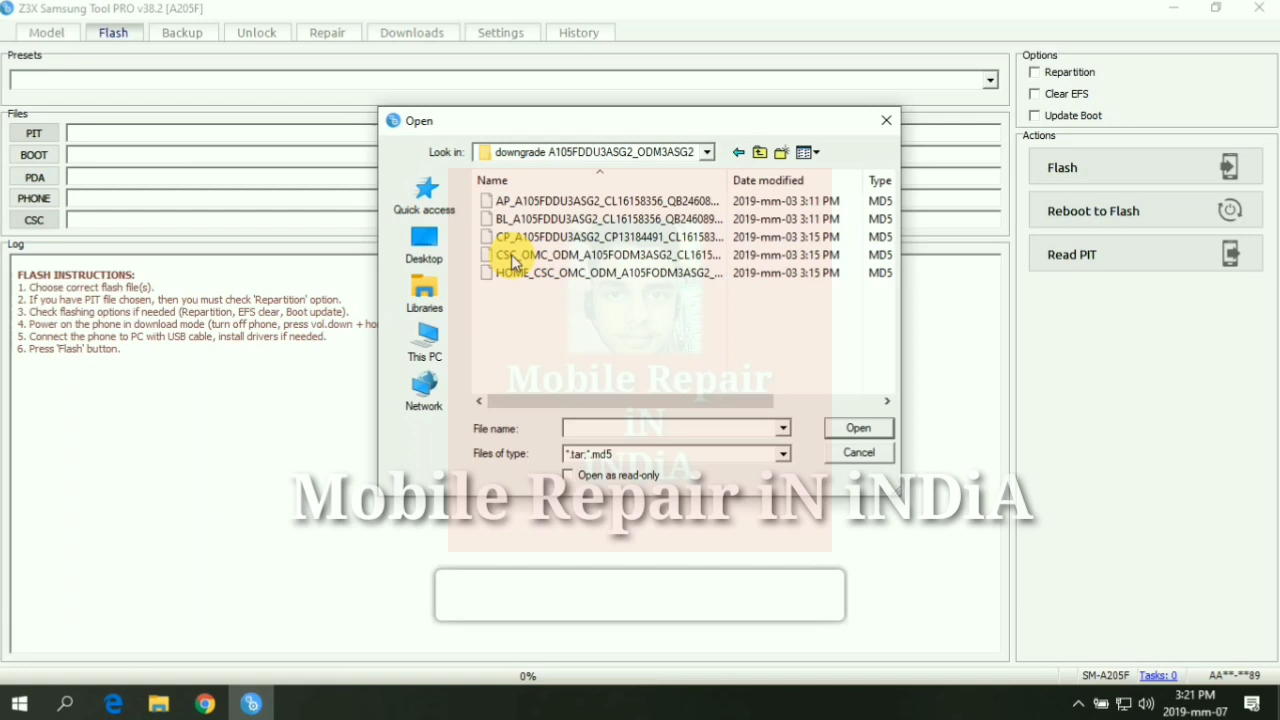 Z3X Samsung Tool PRO v38.2 [A205F]
Model Flash Backup Unlock Repair Downloads Settings History
Presets
Options
Repartition
Clear EFS
Update Boot
Files
PIT
BOOT
PDA
PHONE
CSC
Actions
Flash
Reboot to Flash
Read PIT
Log
FLASH INSTRUCTIONS:
1. Choose correct flash file(s).
2. If you have PIT file chosen, then you must check 'Repartition' option.
3. Check flashing options if needed (Repartition, EFS clear, Boot update).
4. Power on the phone in download mode (turn off phone, press vol.down + ho
5. Connect the phone to PC with USB cable, install drivers if needed.
6. Press 'Flash' button.
Open
Look in: downgrade A105FDDU3ASG2_ODM3ASG2
Quick access
Desktop
Libraries
This PC
Network
Name Date modified Type
AP_A105FDDU3ASG2_CL16158356_QB24608... 2019-mm-03 3:11 PM MD5
BL_A105FDDU3ASG2_CL16158356_QB246089... 2019-mm-03 3:11 PM MD5
CP_A105FDDU3ASG2_CP13184491_CL161583... 2019-mm-03 3:15 PM MD5
CSC_OMC_ODM_A105FODM3ASG2_CL1615... 2019-mm-03 3:15 PM MD5
HOME_CSC_OMC_ODM_A105FODM3ASG2_... 2019-mm-03 3:15 PM MD5
File name: Open
Files of type: *.tar;*.md5 Cancel
Open as read-only
Mobile Repair
iN
iNDiA
Mobile Repair iN iNDiA
0%
SM-A205F Tasks: 0 AA**-**89
3:21 PM
2019-mm-07